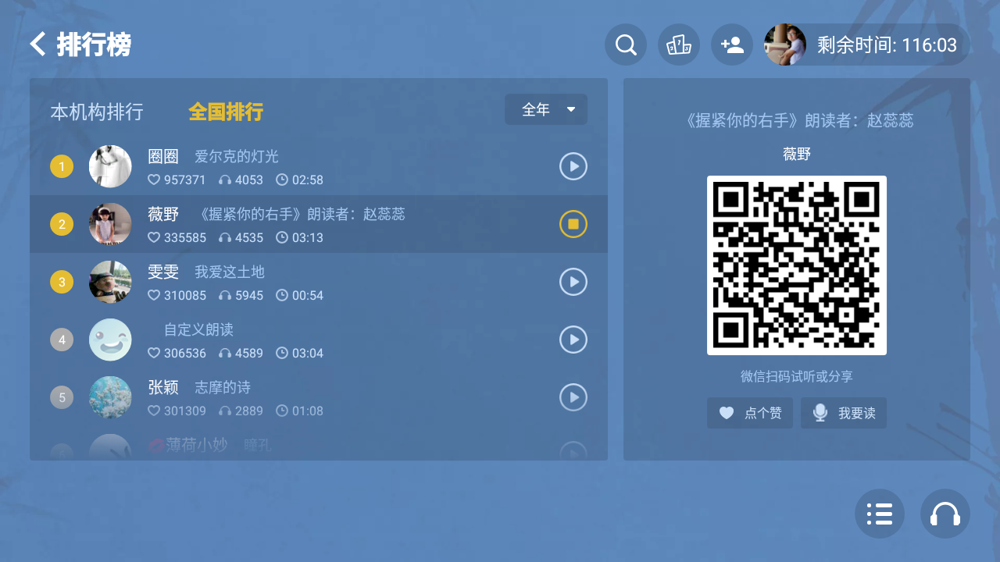 排行榜
剩余时间: 116:03
本机构排行
全国排行
全年
1
圈圈 爱尔克的灯光
957371 4053 02:58
2
薇野 《握紧你的右手》朗读者：赵蕊蕊
335585 4535 03:13
3
雯雯 我爱这土地
310085 5945 00:54
4
自定义朗读
306536 4589 03:04
5
张颖 志摩的诗
301309 2889 01:08
6
薄荷小妙 瞳孔
《握紧你的右手》朗读者：赵蕊蕊
薇野
微信扫码试听或分享
点个赞
我要读